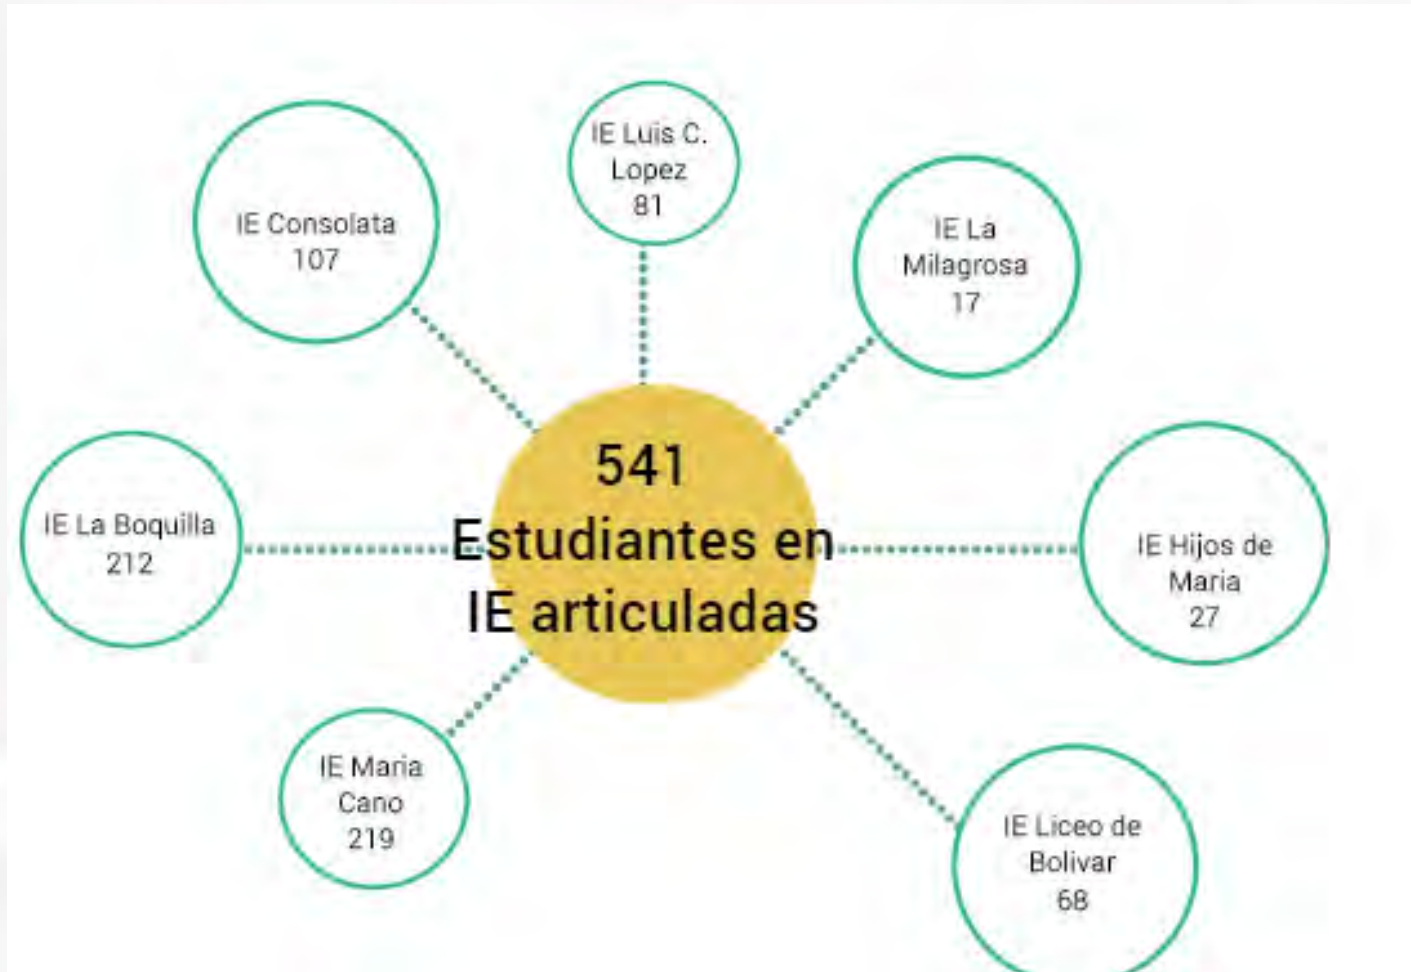 IE Luis C.
Lopez
81
IE Consolata
107
IE La
Milagrosa
17
541
Estudiantes en
IE articuladas
IE La Boquilla
212
IE Hijos de
Maria
27
IE Maria
Cano
219
IE Liceo de
Bolivar
68